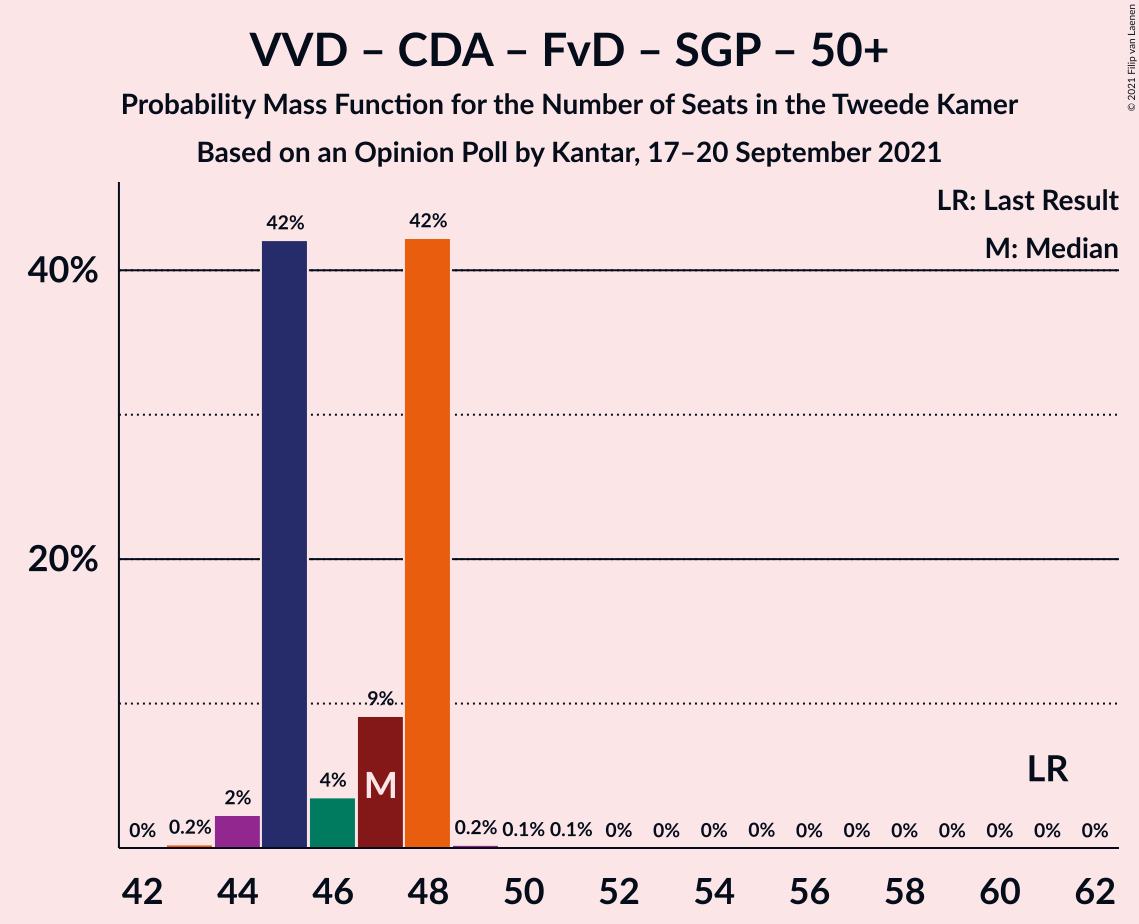 VVD – CDA – FvD – SGP – 50+
Probability Mass Function for the Number of Seats in the Tweede Kamer
Based on an Opinion Poll by Kantar, 17–20 September 2021
© 2021 Filip van Laenen
LR: Last Result
M: Median
42% 42%
40%
20%
9%
M
4%
2%
LR
0% 0.2% 0.2% 0.1% 0.1% 0% 0% 0% 0% 0% 0% 0% 0% 0% 0% 0%
42 44 46 48 50 52 54 56 58 60 62